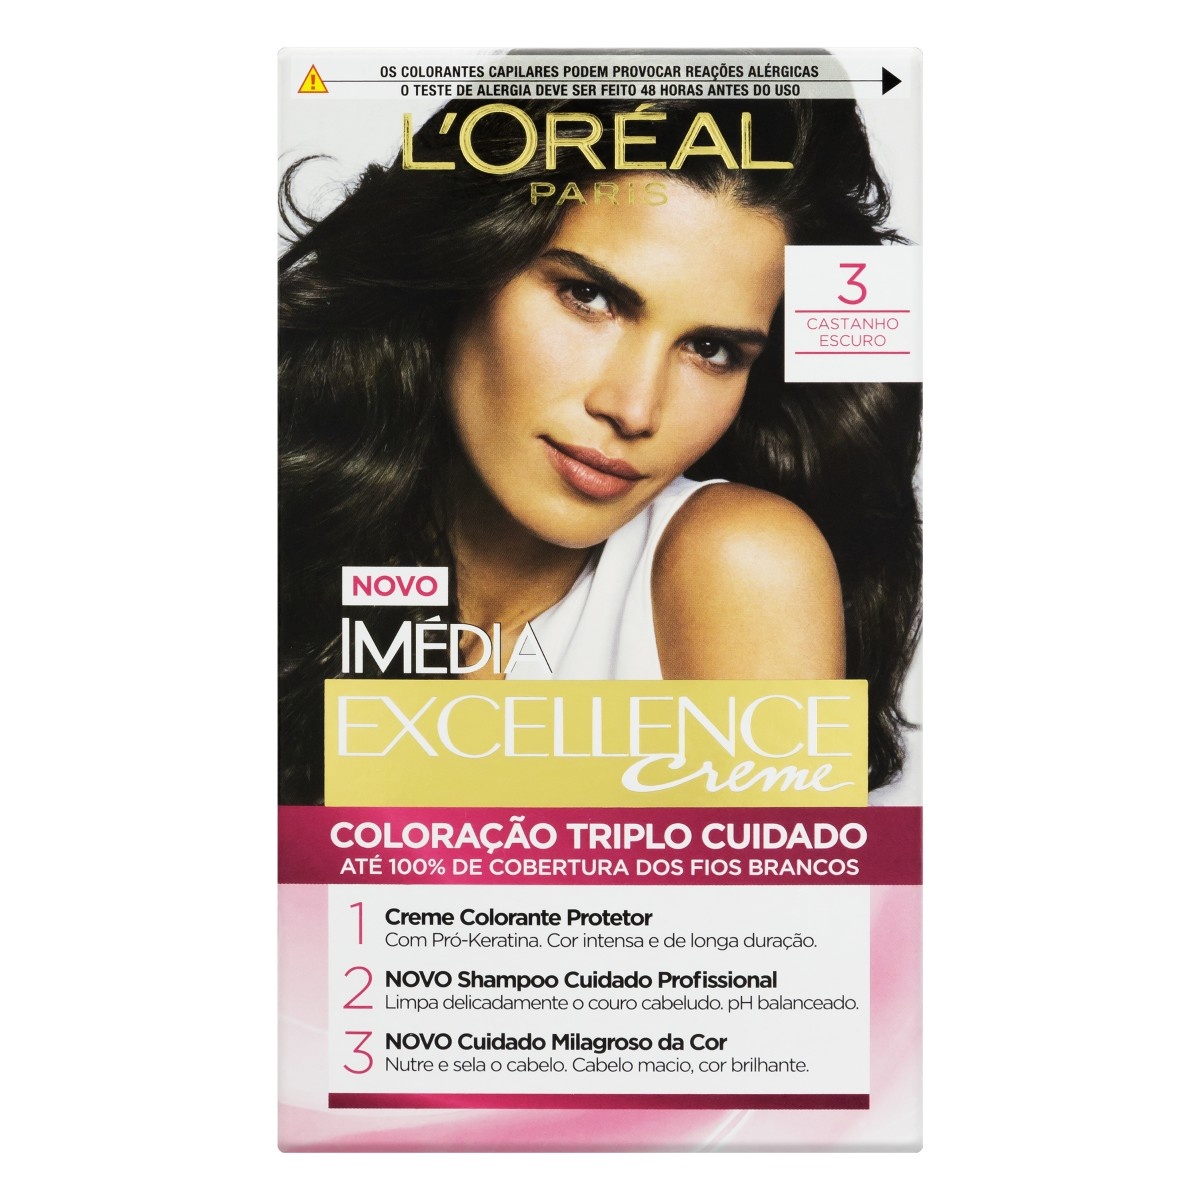 OS COLORANTES CAPILARES PODEM PROVOCAR REAÇÕES ALÉRGICAS
O TESTE DE ALERGIA DEVE SER FEITO 48 HORAS ANTES DO USO
L'ORÉAL
PARIS
3
CASTANHO
ESCURO
NOVO
IMÉDIA
EXCELLENCE
Creme
COLORAÇÃO TRIPLO CUIDADO
ATÉ 100% DE COBERTURA DOS FIOS BRANCOS
1 Creme Colorante Protetor
Com Pró-Keratina. Cor intensa e de longa duração.
2 NOVO Shampoo Cuidado Profissional
Limpa delicadamente o couro cabeludo. pH balanceado.
3 NOVO Cuidado Milagroso da Cor
Nutre e sela o cabelo. Cabelo macio, cor brilhante.